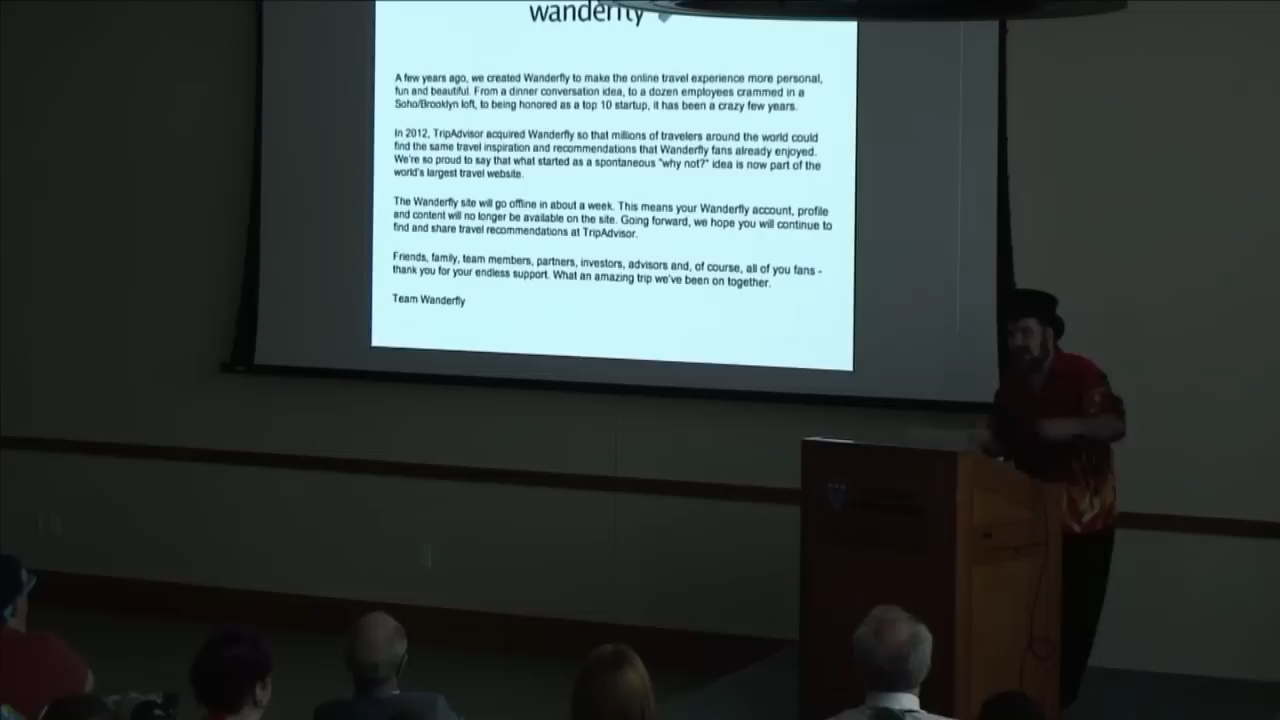 wanderfly
A few years ago, we created Wanderfly to make the online travel experience more personal,
fun and beautiful. From a dinner conversation idea, to a dozen employees crammed in a
Soho/Brooklyn loft, to being honored as a top 10 startup, it has been a crazy few years.
In 2012, TripAdvisor acquired Wanderfly so that millions of travelers around the world could
find the same travel inspiration and recommendations that Wanderfly fans already enjoyed.
We're so proud to say that what started as a spontaneous "why not?" idea is now part of the
world's largest travel website.
The Wanderfly site will go offline in about a week. This means your Wanderfly account, profile
and content will no longer be available on the site. Going forward, we hope you will continue to
find and share travel recommendations at TripAdvisor.
Friends, family, team members, partners, investors, advisors and, of course, all of you fans -
thank you for your endless support. What an amazing trip we've been on together.
Team Wanderfly